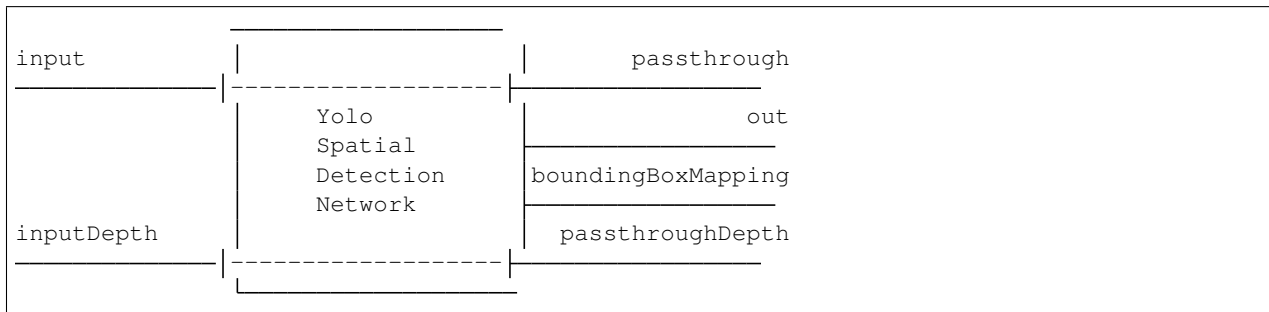 input passthrough
Yolo out
Spatial
Detection boundingBoxMapping
Network
inputDepth passthroughDepth